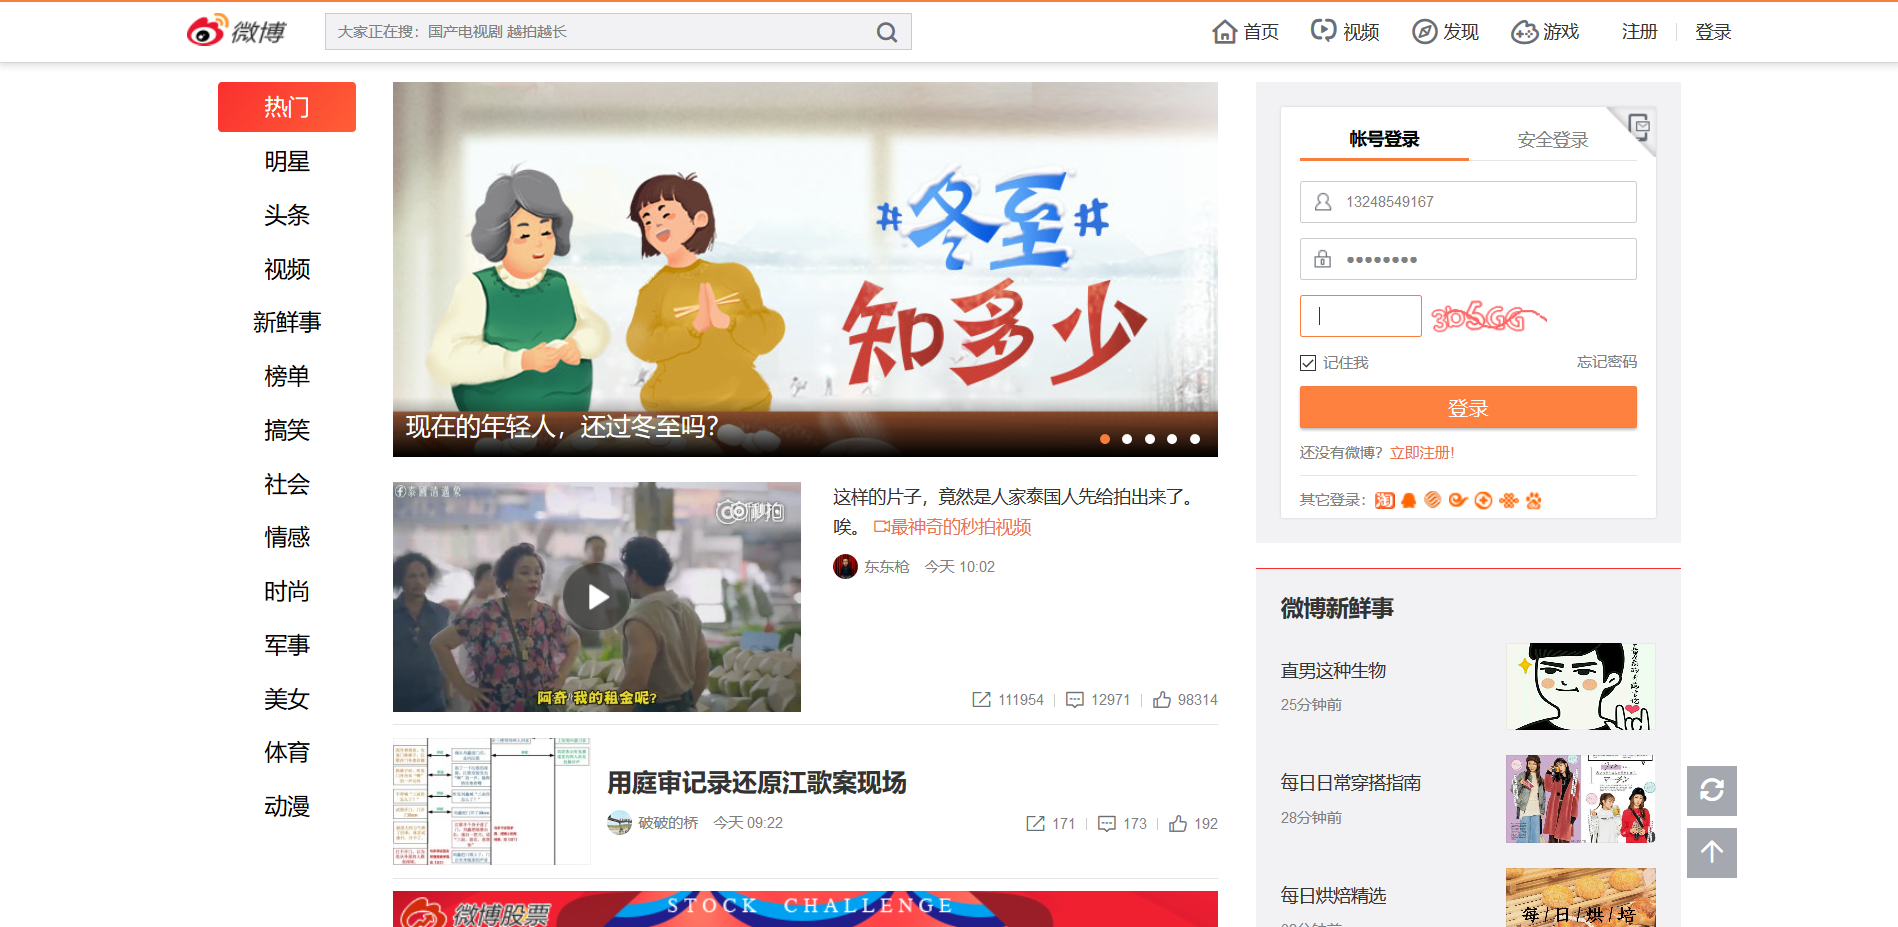 微博
大家正在搜：国产电视剧 越拍越长
首页
视频
发现
游戏
注册
登录
热门
明星
头条
视频
新鲜事
榜单
搞笑
社会
情感
时尚
军事
美女
体育
动漫
#冬至#
知多少
现在的年轻人，还过冬至吗?
泰國清邁象
秒拍
阿奇 我的租金呢?
这样的片子，竟然是人家泰国人先给拍出来了。
唉。 最神奇的秒拍视频
东东枪 今天 10:02
111954 12971 98314
用庭审记录还原江歌案现场
破破的桥 今天 09:22
171 173 192
微博股票
STOCK CHALLENGE
帐号登录
安全登录
13248549167
记住我
忘记密码
登录
还没有微博? 立即注册!
其它登录：
淘
微博新鲜事
直男这种生物
25分钟前
每日日常穿搭指南
28分钟前
每日烘焙精选
每/日/烘/培